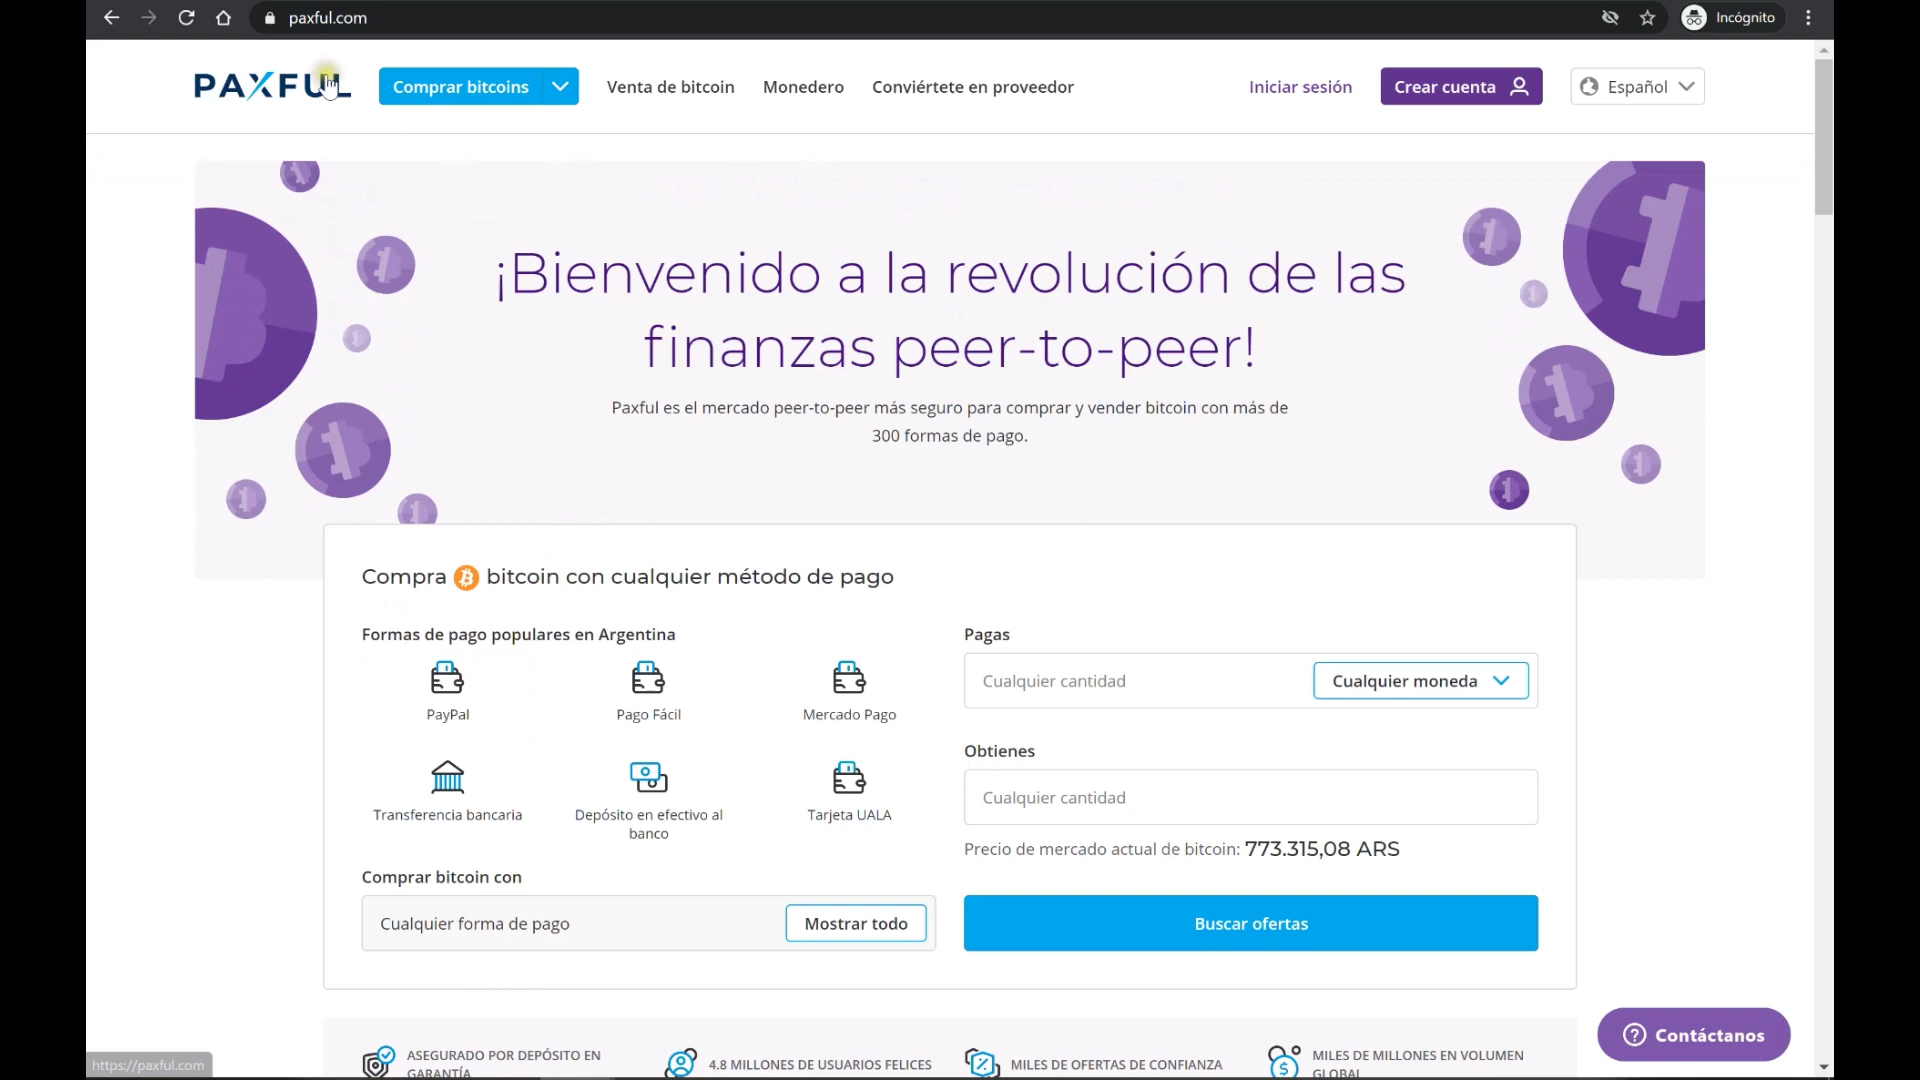 paxful.com
Incógnito
PAXFUL
Comprar bitcoins
Venta de bitcoin
Monedero
Conviértete en proveedor
Iniciar sesión
Crear cuenta
Español
¡Bienvenido a la revolución de las
finanzas peer-to-peer!
Paxful es el mercado peer-to-peer más seguro para comprar y vender bitcoin con más de
300 formas de pago.
Compra bitcoin con cualquier método de pago
Formas de pago populares en Argentina
PayPal
Pago Fácil
Mercado Pago
Transferencia bancaria
Depósito en efectivo al
banco
Tarjeta UALA
Comprar bitcoin con
Cualquier forma de pago
Mostrar todo
Pagas
Cualquier cantidad
Cualquier moneda
Obtienes
Cualquier cantidad
Precio de mercado actual de bitcoin: 773.315,08 ARS
Buscar ofertas
ASEGURADO POR DEPÓSITO EN
GARANTÍA
4.8 MILLONES DE USUARIOS FELICES
MILES DE OFERTAS DE CONFIANZA
MILES DE MILLONES EN VOLUMEN
GLOBAL
Contáctanos
https://paxful.com